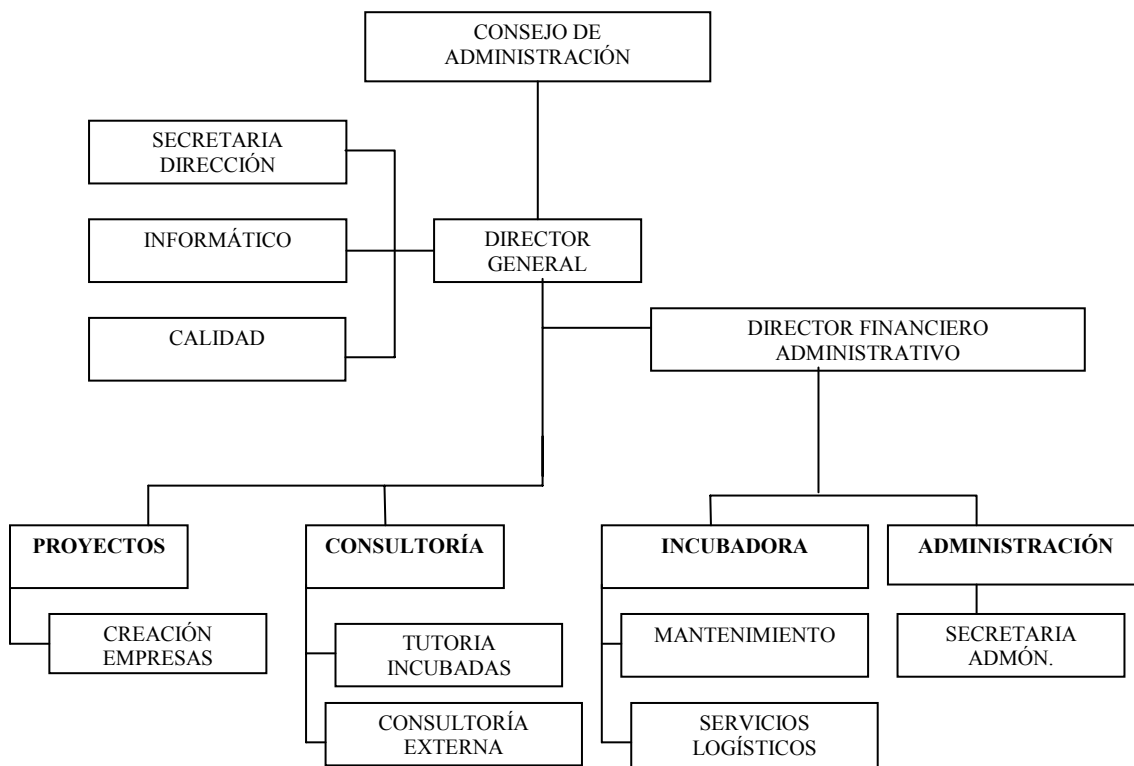 CONSEJO DE
ADMINISTRACIÓN
SECRETARIA
DIRECCIÓN
INFORMÁTICO
DIRECTOR
GENERAL
CALIDAD
DIRECTOR FINANCIERO
ADMINISTRATIVO
PROYECTOS
CONSULTORÍA
INCUBADORA
ADMINISTRACIÓN
CREACIÓN
EMPRESAS
TUTORIA
INCUBADAS
MANTENIMIENTO
SECRETARIA
ADMÓN.
CONSULTORÍA
EXTERNA
SERVICIOS
LOGÍSTICOS